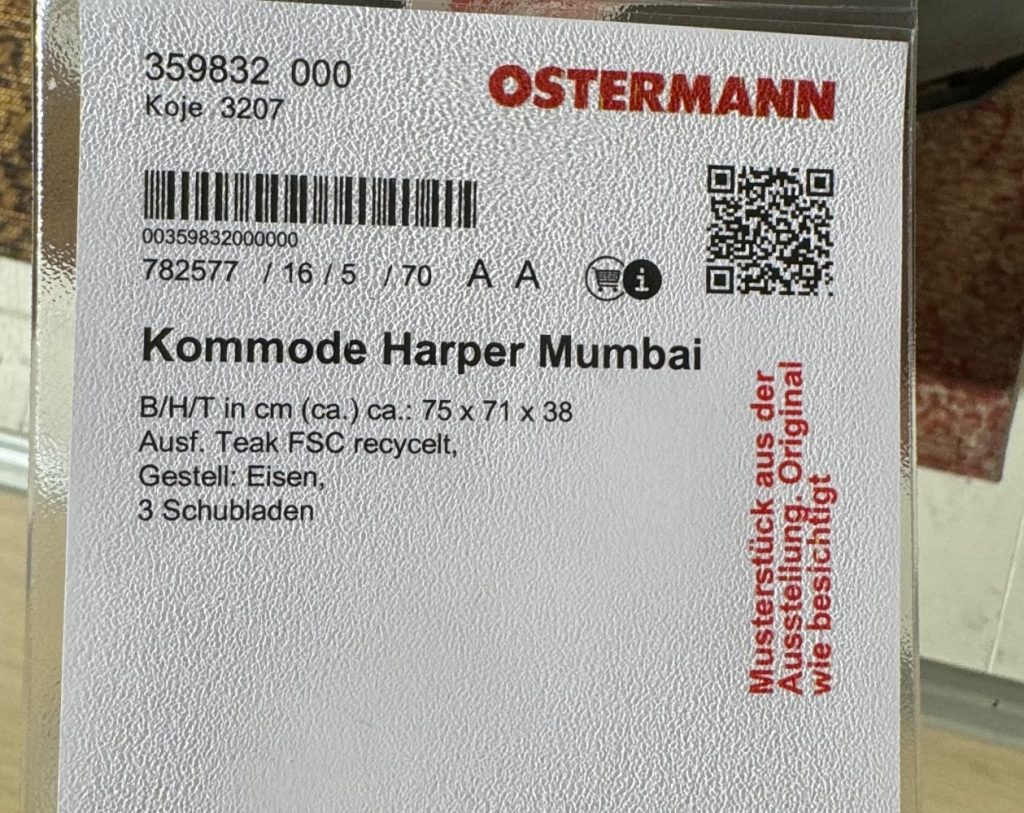 359832 000
Koje 3207
OSTERMANN
00359832000000
782577 / 16 / 5 / 70 A A
i
Kommode Harper Mumbai
B/H/T in cm (ca.) ca.: 75 x 71 x 38
Ausf. Teak FSC recycelt,
Gestell: Eisen,
3 Schubladen
Musterstück aus der
Ausstellung. Original
wie besichtigt